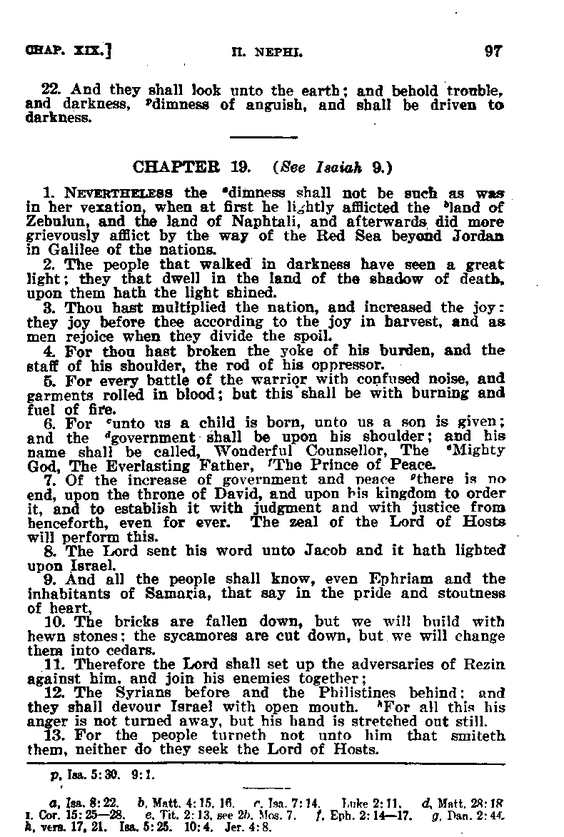 CHAP. XIX.] II. NEPHI. 97
22. And they shall look unto the earth; and behold trouble,
and darkness, pdimness of anguish, and shall be driven to
darkness.
CHAPTER 19. (See Isaiah 9.)
1. NEVERTHELESS the adimness shall not be such as was
in her vexation, when at first he lightly afflicted the bland of
Zebulun, and the land of Naphtali, and afterwards did more
grievously afflict by the way of the Red Sea beyond Jordan
in Galilee of the nations.
2. The people that walked in darkness have seen a great
light; they that dwell in the land of the shadow of death,
upon them hath the light shined.
3. Thou hast multiplied the nation, and increased the joy:
they joy before thee according to the joy in harvest, and as
men rejoice when they divide the spoil.
4. For thou hast broken the yoke of his burden, and the
staff of his shoulder, the rod of his oppressor.
5. For every battle of the warrior with confused noise, and
garments rolled in blood; but this shall be with burning and
fuel of fire.
6. For cunto us a child is born, unto us a son is given;
and the dgovernment shall be upon his shoulder; and his
name shall be called, Wonderful Counsellor, The eMighty
God, The Everlasting Father, fThe Prince of Peace.
7. Of the increase of government and peace gthere is no
end, upon the throne of David, and upon his kingdom to order
it, and to establish it with judgment and with justice from
henceforth, even for ever. The zeal of the Lord of Hosts
will perform this.
8. The Lord sent his word unto Jacob and it hath lighted
upon Israel.
9. And all the people shall know, even Ephriam and the
inhabitants of Samaria, that say in the pride and stoutness
of heart,
10. The bricks are fallen down, but we will build with
hewn stones; the sycamores are cut down, but we will change
them into cedars.
11. Therefore the Lord shall set up the adversaries of Rezin
against him, and join his enemies together;
12. The Syrians before and the Philistines behind; and
they shall devour Israel with open mouth. hFor all this his
anger is not turned away, but his hand is stretched out still.
13. For the people turneth not unto him that smiteth
them, neither do they seek the Lord of Hosts.
p, Isa. 5:30. 9:1.
a, Isa. 8:22. b, Matt. 4:15, 16. c, Isa. 7:14. Luke 2:11. d, Matt. 28:18
1. Cor. 15:25—28. e, Tit. 2:13, see 2b, Mos. 7. f, Eph. 2:14—17. g, Dan. 2:44.
h, vers. 17, 21. Isa. 5:25. 10:4. Jer. 4:8.